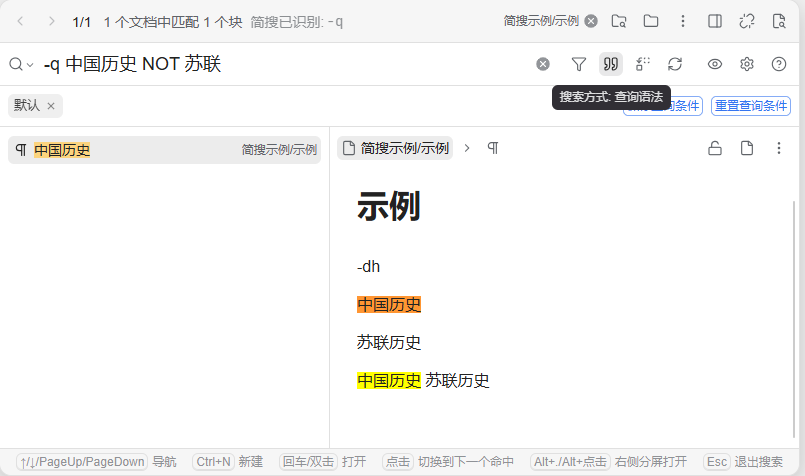 1/1 1 个文档中匹配 1 个块 简搜已识别: -q 简搜示例/示例
-q 中国历史 NOT 苏联
默认 搜索方式: 查询语法 询条件 重置查询条件
中国历史 简搜示例/示例
简搜示例/示例
示例
-dh
中国历史
苏联历史
中国历史 苏联历史
↑/↓/PageUp/PageDown 导航 Ctrl+N 新建 回车/双击 打开 点击 切换到下一个命中 Alt+./Alt+点击 右侧分屏打开 Esc 退出搜索